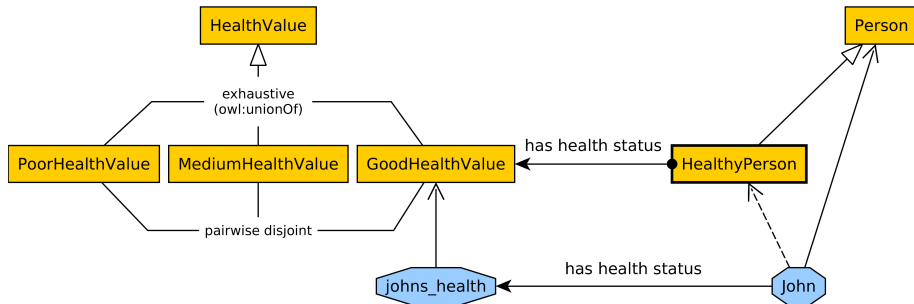 HealthValue
Person
exhaustive
(owl:unionOf)
has health status
PoorHealthValue
MediumHealthValue
GoodHealthValue
HealthyPerson
pairwise disjoint
has health status
johns_health
John